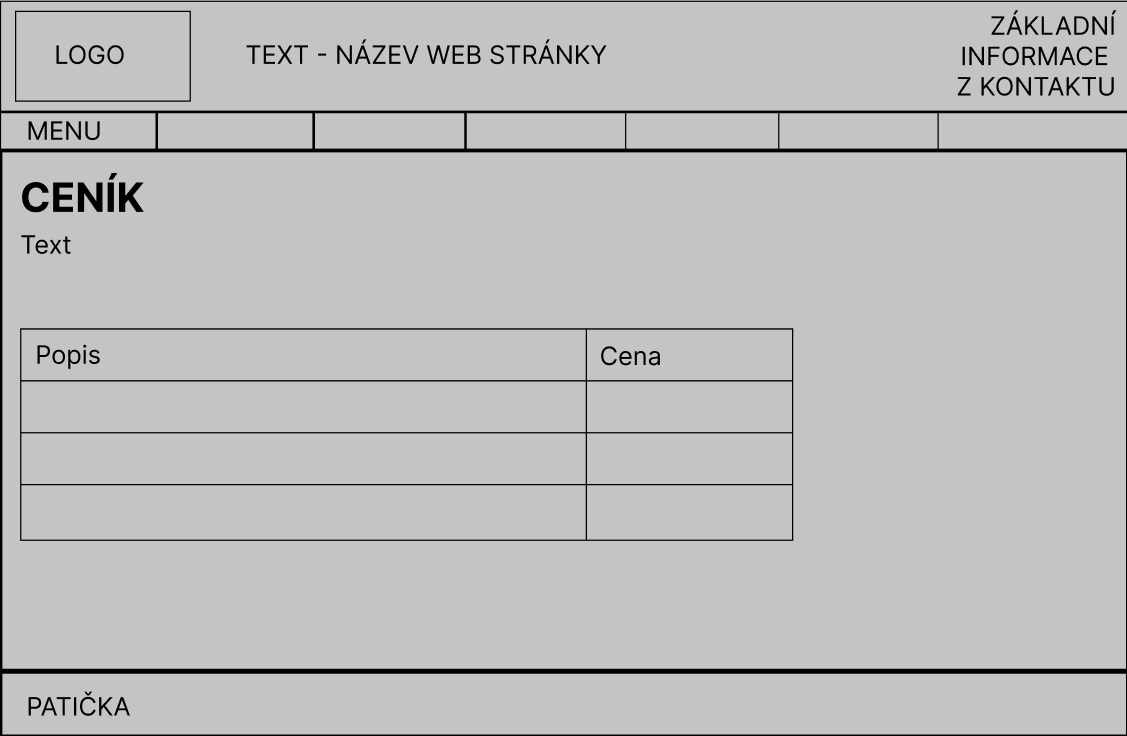 LOGO
TEXT - NÁZEV WEB STRÁNKY
ZÁKLADNÍ
INFORMACE
Z KONTAKTU
MENU
CENÍK
Text
Popis
Cena
PATIČKA